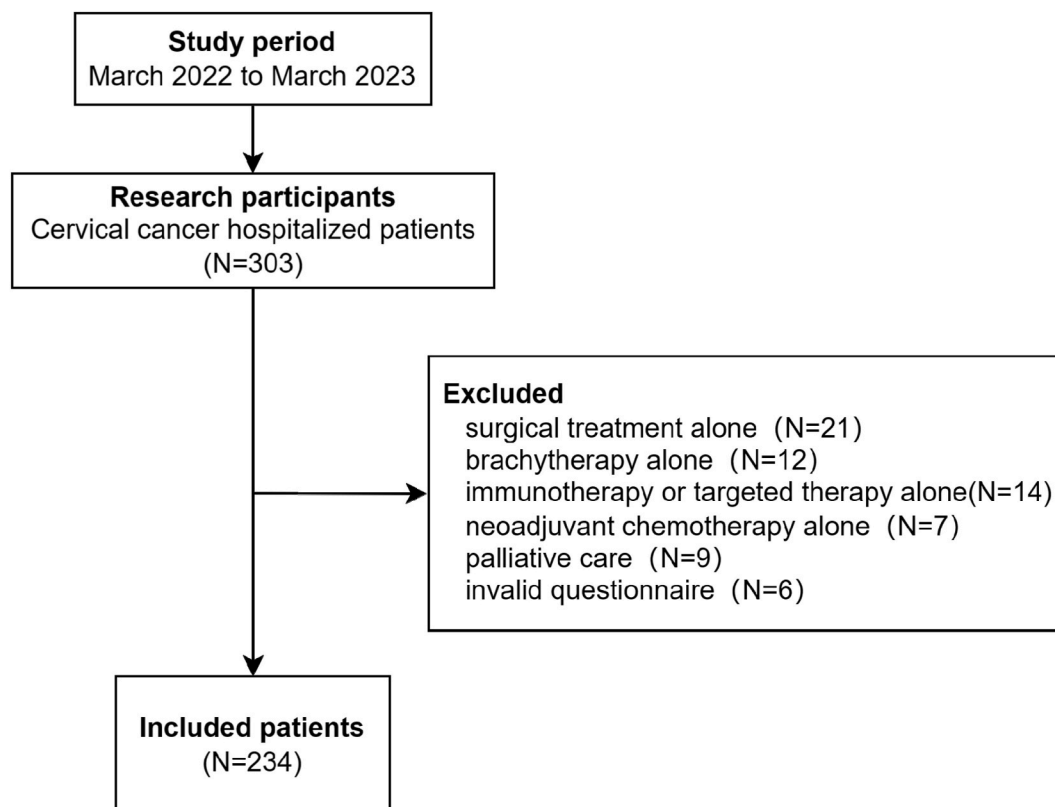 Study period
March 2022 to March 2023
Research participants
Cervical cancer hospitalized patients
(N=303)
Excluded
surgical treatment alone（N=21)
brachytherapy alone（N=12)
immunotherapy or targeted therapy alone(N=14)
neoadjuvant chemotherapy alone（N=7)
palliative care（N=9)
invalid questionnaire（N=6)
Included patients
(N=234)